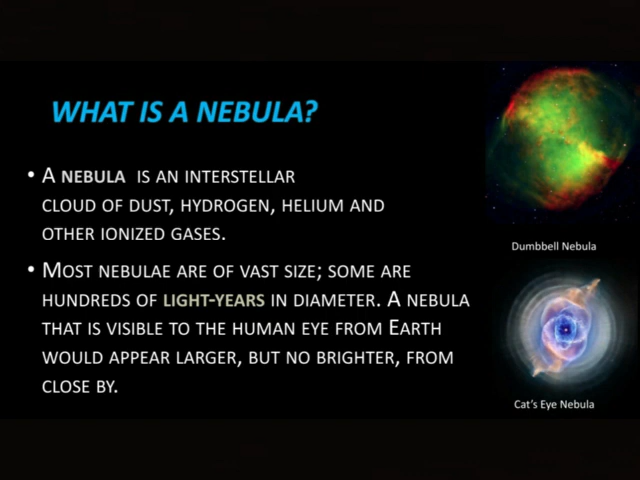 WHAT IS A NEBULA?
• A NEBULA IS AN INTERSTELLAR
CLOUD OF DUST, HYDROGEN, HELIUM AND
OTHER IONIZED GASES.
• MOST NEBULAE ARE OF VAST SIZE; SOME ARE
HUNDREDS OF LIGHT-YEARS IN DIAMETER. A NEBULA
THAT IS VISIBLE TO THE HUMAN EYE FROM EARTH
WOULD APPEAR LARGER, BUT NO BRIGHTER, FROM
CLOSE BY.
Dumbbell Nebula
Cat's Eye Nebula